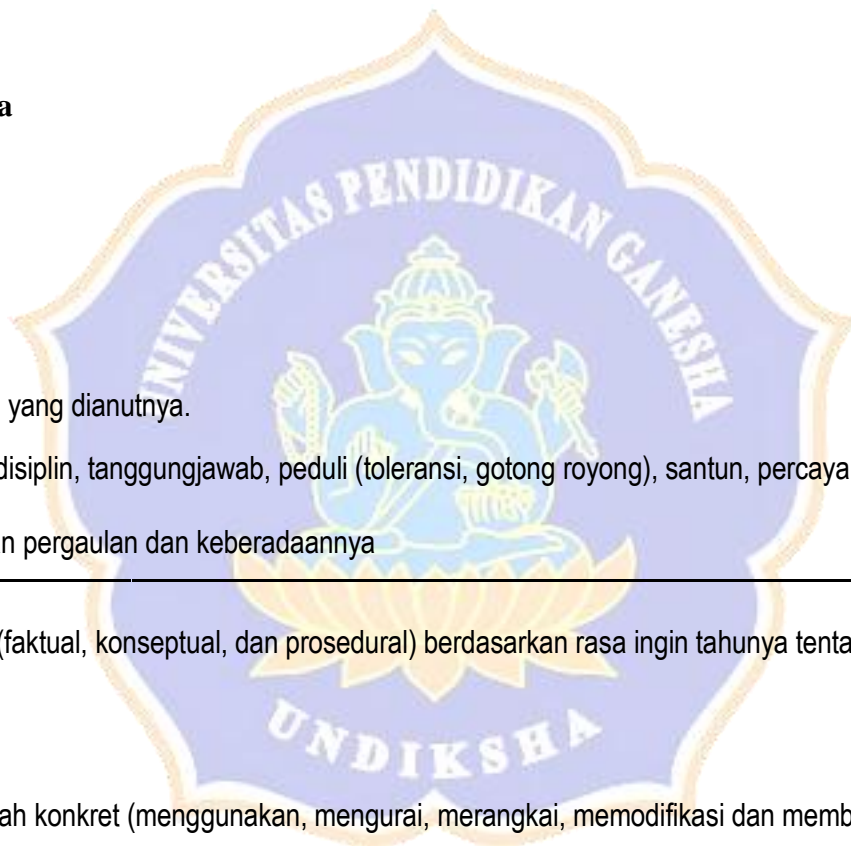 a
UNIVERSITAS PENDIDIKAN GANESHA
yang dianutnya.
disiplin, tanggungjawab, peduli (toleransi, gotong royong), santun, percaya
n pergaulan dan keberadaannya
(faktual, konseptual, dan prosedural) berdasarkan rasa ingin tahunya tenta
UNDIKSHA
ah konkret (menggunakan, mengurai, merangkai, memodifikasi dan memb